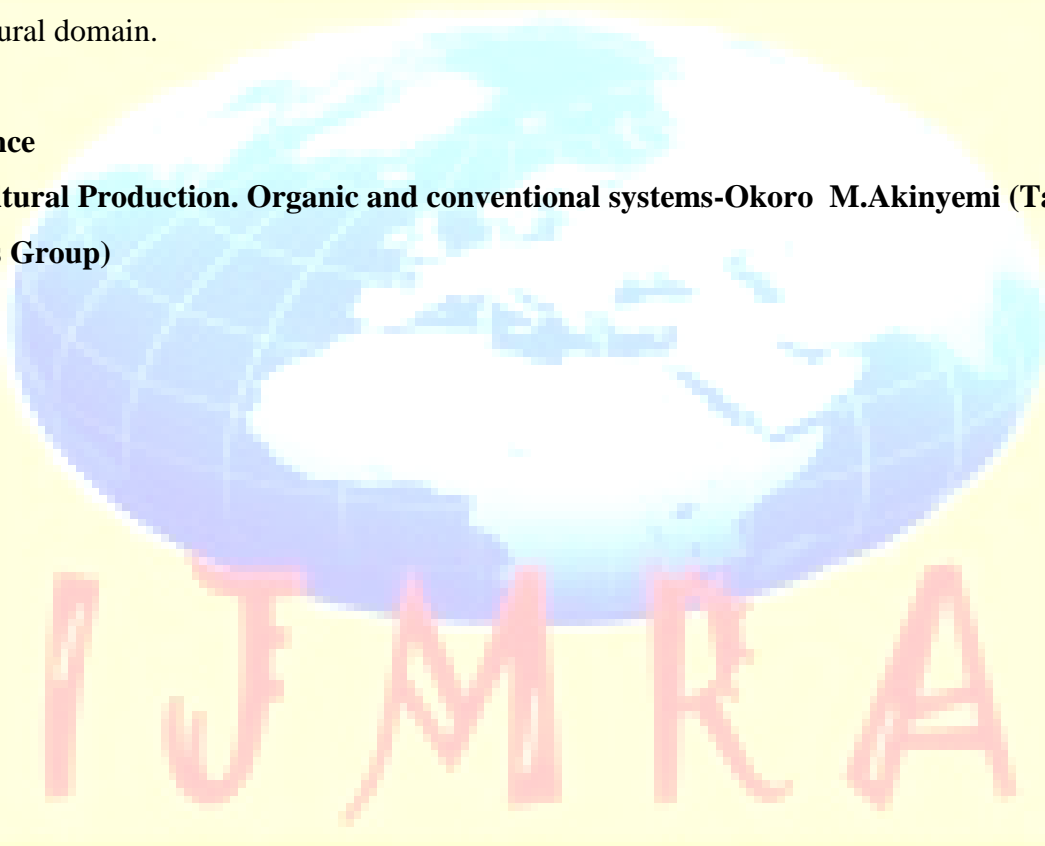 ural domain.
nce
tural Production. Organic and conventional systems-Okoro M.Akinyemi (Ta
s Group)
IJMRA